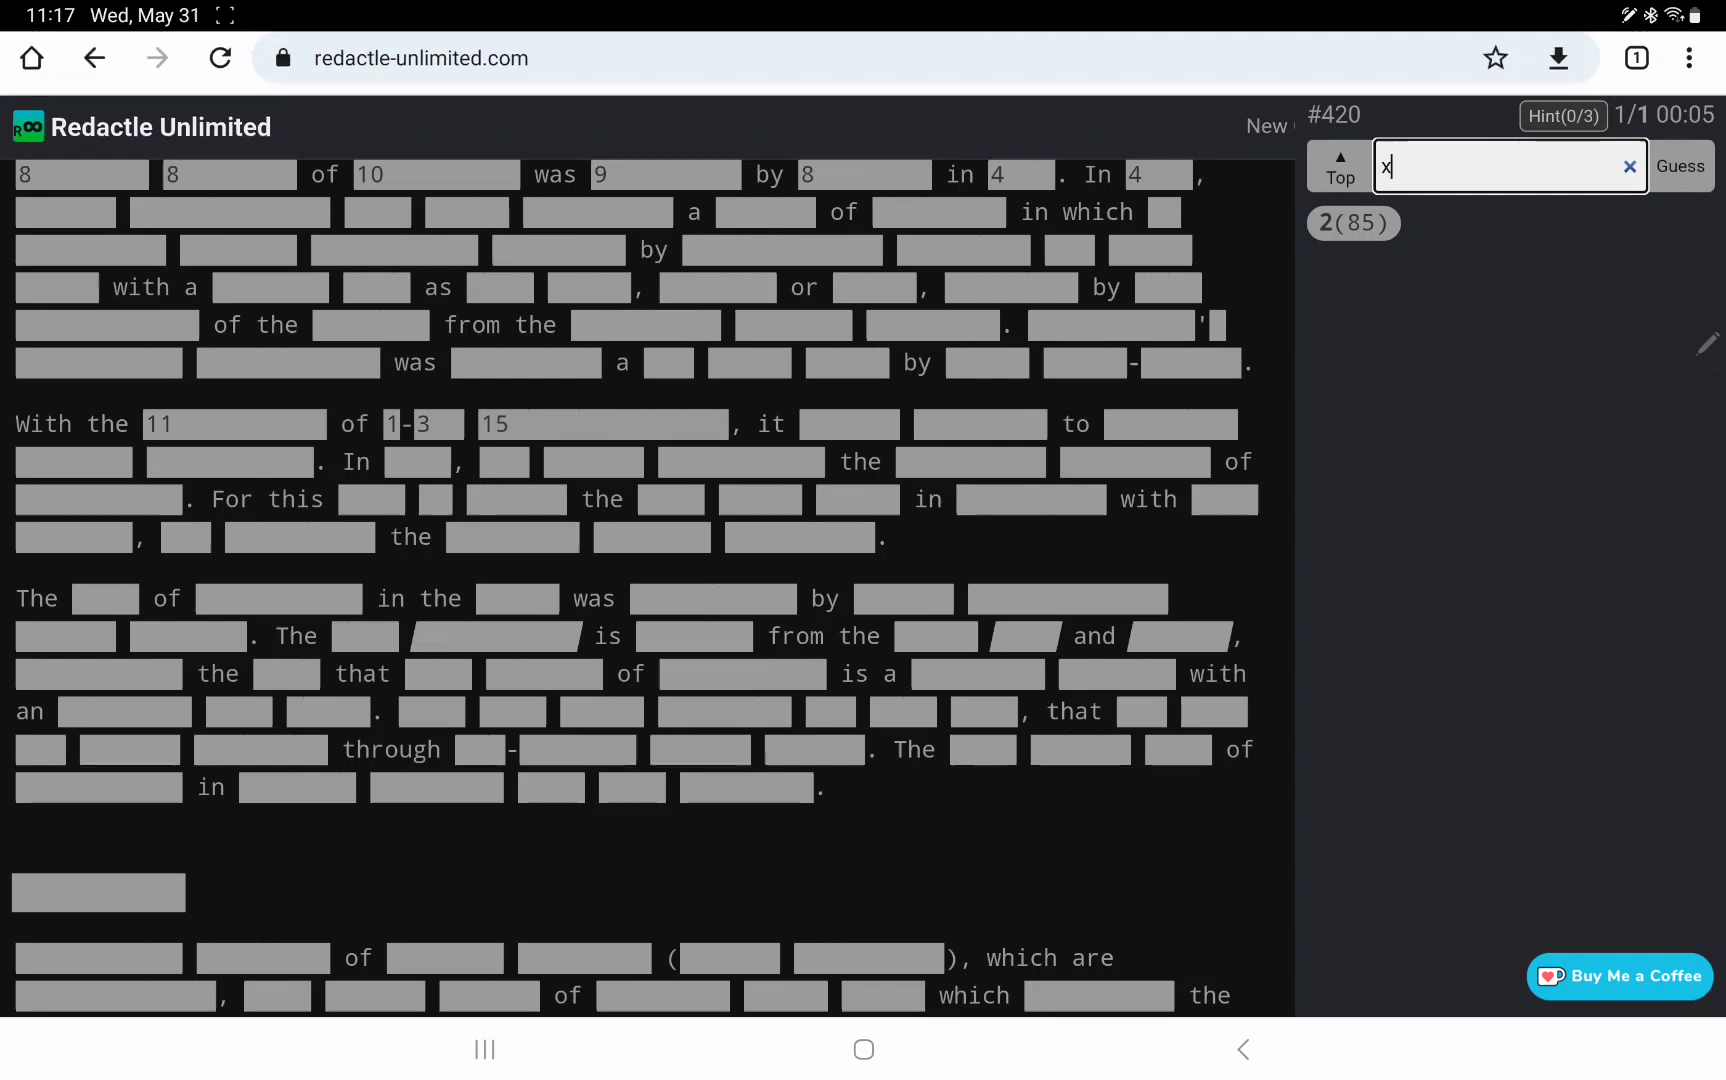 11:17 Wed, May 31
redactle-unlimited.com
1
R∞ Redactle Unlimited
New
#420
Hint(0/3)
1/1 00:05
▲ Top
x
×
Guess
2(85)
8 8 of 10 was 9 by 8 in 4. In 4,
a of in which
by
with a as , or , by
of the from the . '
was a by - .
With the 11 of 1-3 15, it to
. In , the of
. For this the in with
, the .
The of in the was by
. The is from the and ,
the that of is a with
an . , that
through - . The of
in .
of ( ), which are
, of which the
Buy Me a Coffee